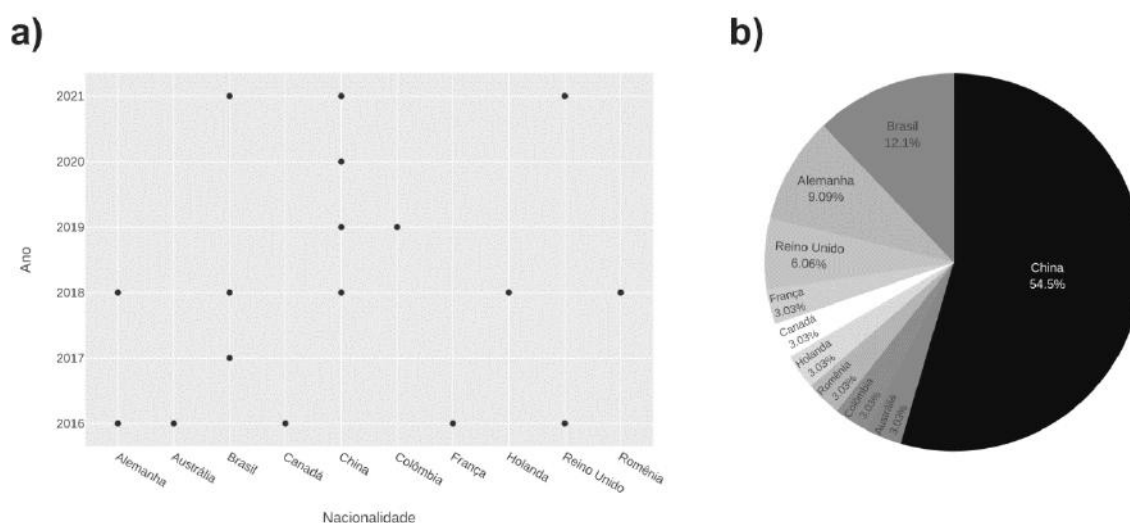 a)
b)
2021
2020
2019
2018
2017
2016
Ano
Alemanha
Austrália
Brasil
Canadá
China
Colômbia
França
Holanda
Reino Unido
Romênia
Nacionalidade
Brasil
12.1%
Alemanha
9.09%
Reino Unido
6.06%
França
3.03%
Canadá
3.03%
Holanda
3.03%
Romênia
3.03%
Colômbia
3.03%
Austrália
3.03%
China
54.5%